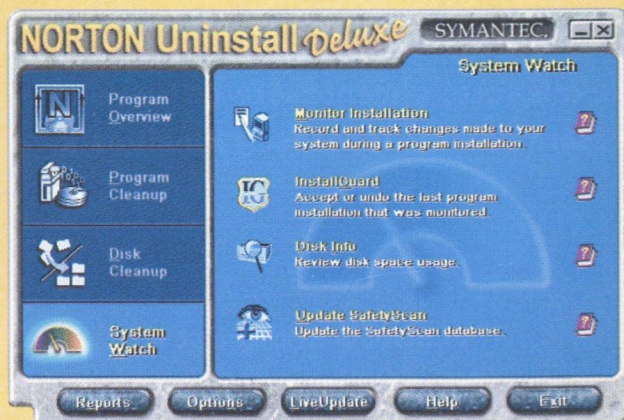 NORTON Uninstall Deluxe
SYMANTEC.
System Watch
Program
Overview
Program
Cleanup
Disk
Cleanup
System
Watch
Monitor Installation
Record and track changes made to your
system during a program installation.
InstallGuard
IG
Accept or undo the last program
installation that was monitored.
Disk Info
Review disk space usage.
Update SafetyScan
Update the SafetyScan database.
Reports
Options
LiveUpdate
Help
Exit